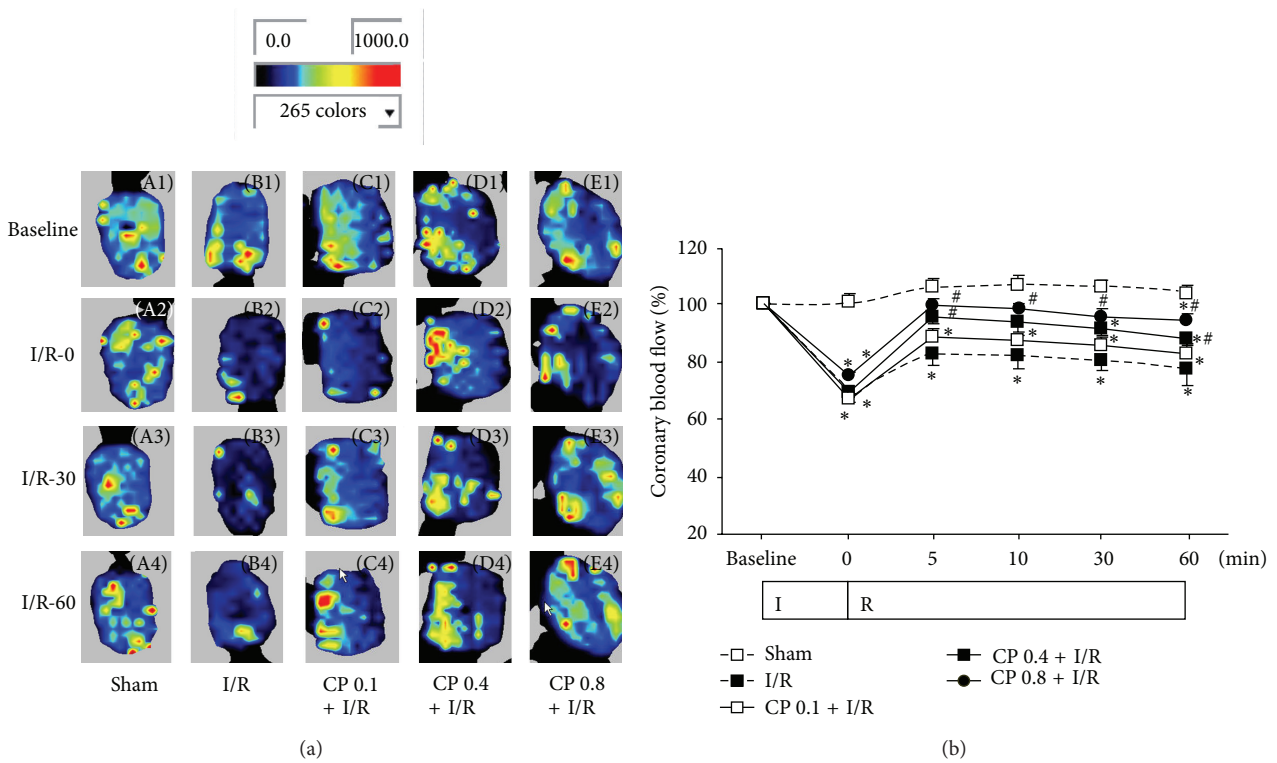 0.0 1000.0
265 colors
(A1) (B1) (C1) (D1) (E1)
Baseline
(A2) (B2) (C2) (D2) (E2)
I/R-0
(A3) (B3) (C3) (D3) (E3)
I/R-30
(A4) (B4) (C4) (D4) (E4)
I/R-60
Sham I/R CP 0.1 CP 0.4 CP 0.8
+ I/R + I/R + I/R
(a)
Coronary blood flow (%)
120
100
80
60
40
20
# # # *#
# * *#
* * * * * *
* * * *
* *
Baseline 0 5 10 30 60 (min)
I R
Sham
I/R
CP 0.1 + I/R
CP 0.4 + I/R
CP 0.8 + I/R
(b)